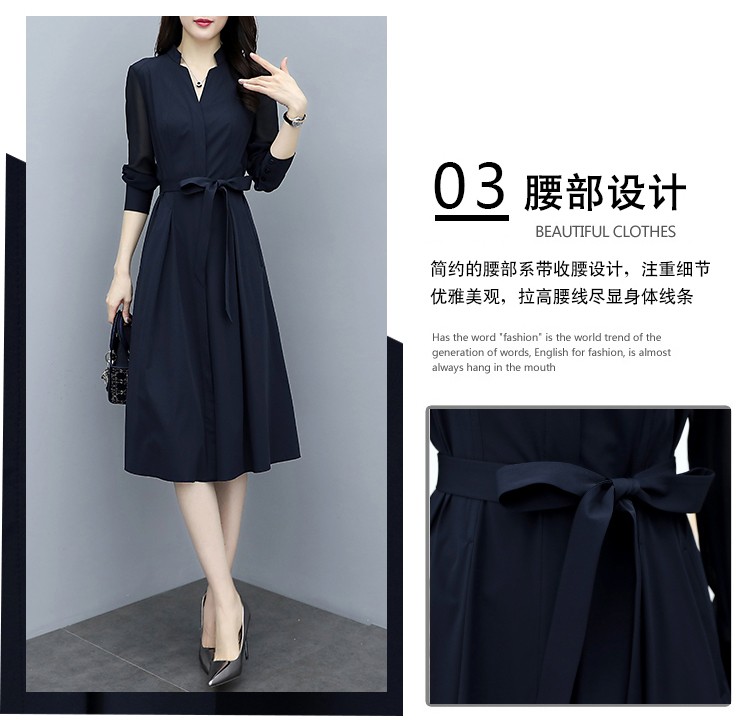 03 腰部设计
BEAUTIFUL CLOTHES
简约的腰部系带收腰设计，注重细节
优雅美观，拉高腰线尽显身体线条
Has the word "fashion" is the world trend of the
generation of words, English for fashion, is almost
always hang in the mouth